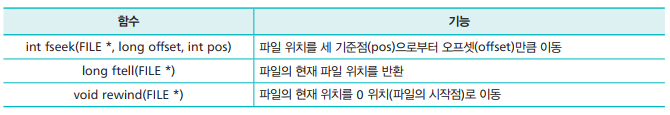 함수 기능
int fseek(FILE *, long offset, int pos) 파일 위치를 세 기준점(pos)으로부터 오프셋(offset)만큼 이동
long ftell(FILE *) 파일의 현재 파일 위치를 반환
void rewind(FILE *) 파일의 현재 위치를 0 위치(파일의 시작점)로 이동